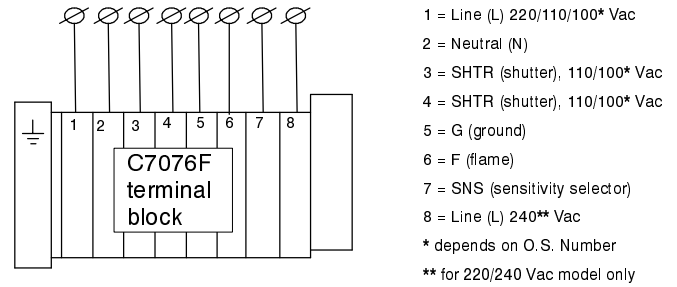 1 2 3 4 5 6 7 8
C7076F
terminal
block
1 = Line (L) 220/110/100* Vac
2 = Neutral (N)
3 = SHTR (shutter), 110/100* Vac
4 = SHTR (shutter), 110/100* Vac
5 = G (ground)
6 = F (flame)
7 = SNS (sensitivity selector)
8 = Line (L) 240** Vac
* depends on O.S. Number
** for 220/240 Vac model only